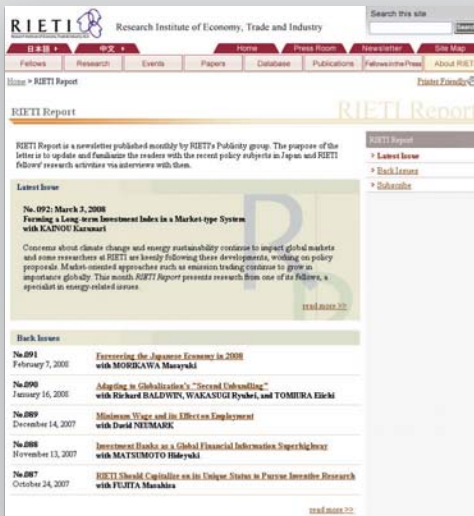 RIETI
Research Institute of Economy, Trade and Industry
Search this site
日本語
中文
Home
Press Room
Newsletter
Site Map
Fellows
Research
Events
Papers
Database
Publications
Fellows in the Press
About RIETI
Home > RIETI Report
Printer Friendly
RIETI Report
RIETI Report
RIETI Report is a newsletter published monthly by RIETI's Publicity group. The purpose of the
letter is to update and familiarize the readers with the recent policy subjects in Japan and RIETI
fellows' research activities via interviews with them.
RIETI Report
> Latest Issue
> Back Issues
> Subscribe
Latest Issue
No. 092: March 3, 2008
Forming a Long-term Investment Index in a Market-type System
with KAINOU Kazunari
Concerns about climate change and energy sustainability continue to impact global markets
and some researchers at RIETI are keenly following these developments, working on policy
proposals. Market-oriented approaches such as emission trading continue to grow in
importance globally. This month RIETI Report presents research from one of its fellows, a
specialist in energy-related issues.
read more >>
Back Issues
No.091
February 7, 2008
Foreseeing the Japanese Economy in 2008
with MORIKAWA Masayuki
No.090
January 16, 2008
Adapting to Globalization's "Second Unbundling"
with Richard BALDWIN, WAKASUGI Ryuhei, and TOMIURA Eiichi
No.089
December 14, 2007
Minimum Wage and its Effect on Employment
with David NEUMARK
No.088
November 13, 2007
Investment Banks as a Global Financial Information Superhighway
with MATSUMOTO Hideyuki
No.087
October 24, 2007
RIETI Should Capitalize on its Unique Status to Pursue Inventive Research
with FUJITA Masahisa
read more >>